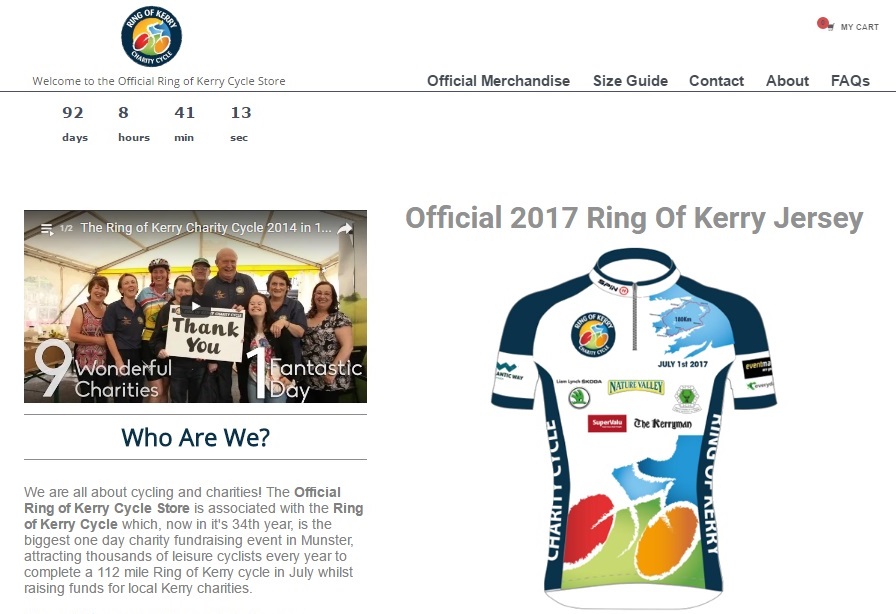 RING OF KERRY
CHARITY CYCLE
0
MY CART
Welcome to the Official Ring of Kerry Cycle Store
Official Merchandise
Size Guide
Contact
About
FAQs
92
8
41
13
days
hours
min
sec
1/2
The Ring of Kerry Charity Cycle 2014 in 1...
CHARITY CYCLE
Thank
You
9
Wonderful
Charities
1
Fantastic
Day
Who Are We?
We are all about cycling and charities! The Official
Ring of Kerry Cycle Store is associated with the Ring
of Kerry Cycle which, now in it's 34th year, is the
biggest one day charity fundraising event in Munster,
attracting thousands of leisure cyclists every year to
complete a 112 mile Ring of Kerry cycle in July whilst
raising funds for local Kerry charities.
Official 2017 Ring Of Kerry Jersey
SPIN
RING OF KERRY
CHARITY CYCLE
180Km
JULY 1st 2017
ANTIC WAY
Liam Lynch ŠKODA
NATURE VALLEY
eventma
everyd
SuperValu
The Kerryman
CHARITY CYCLE
RING OF KERRY